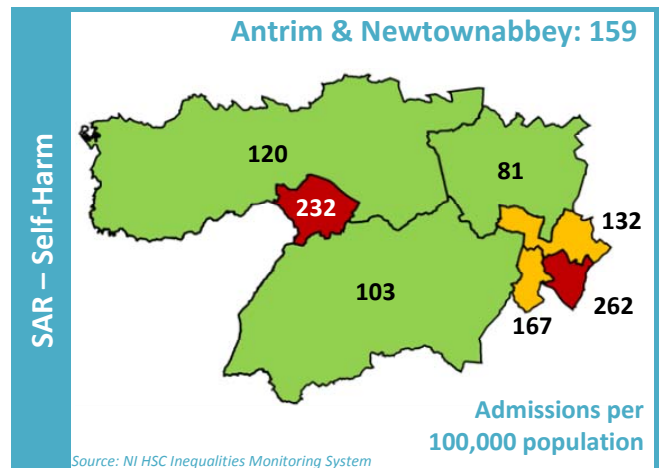 SAR – Self-Harm
Antrim & Newtownabbey: 159
120
81
232
132
103
262
167
Admissions per
100,000 population
Source: NI HSC Inequalities Monitoring System